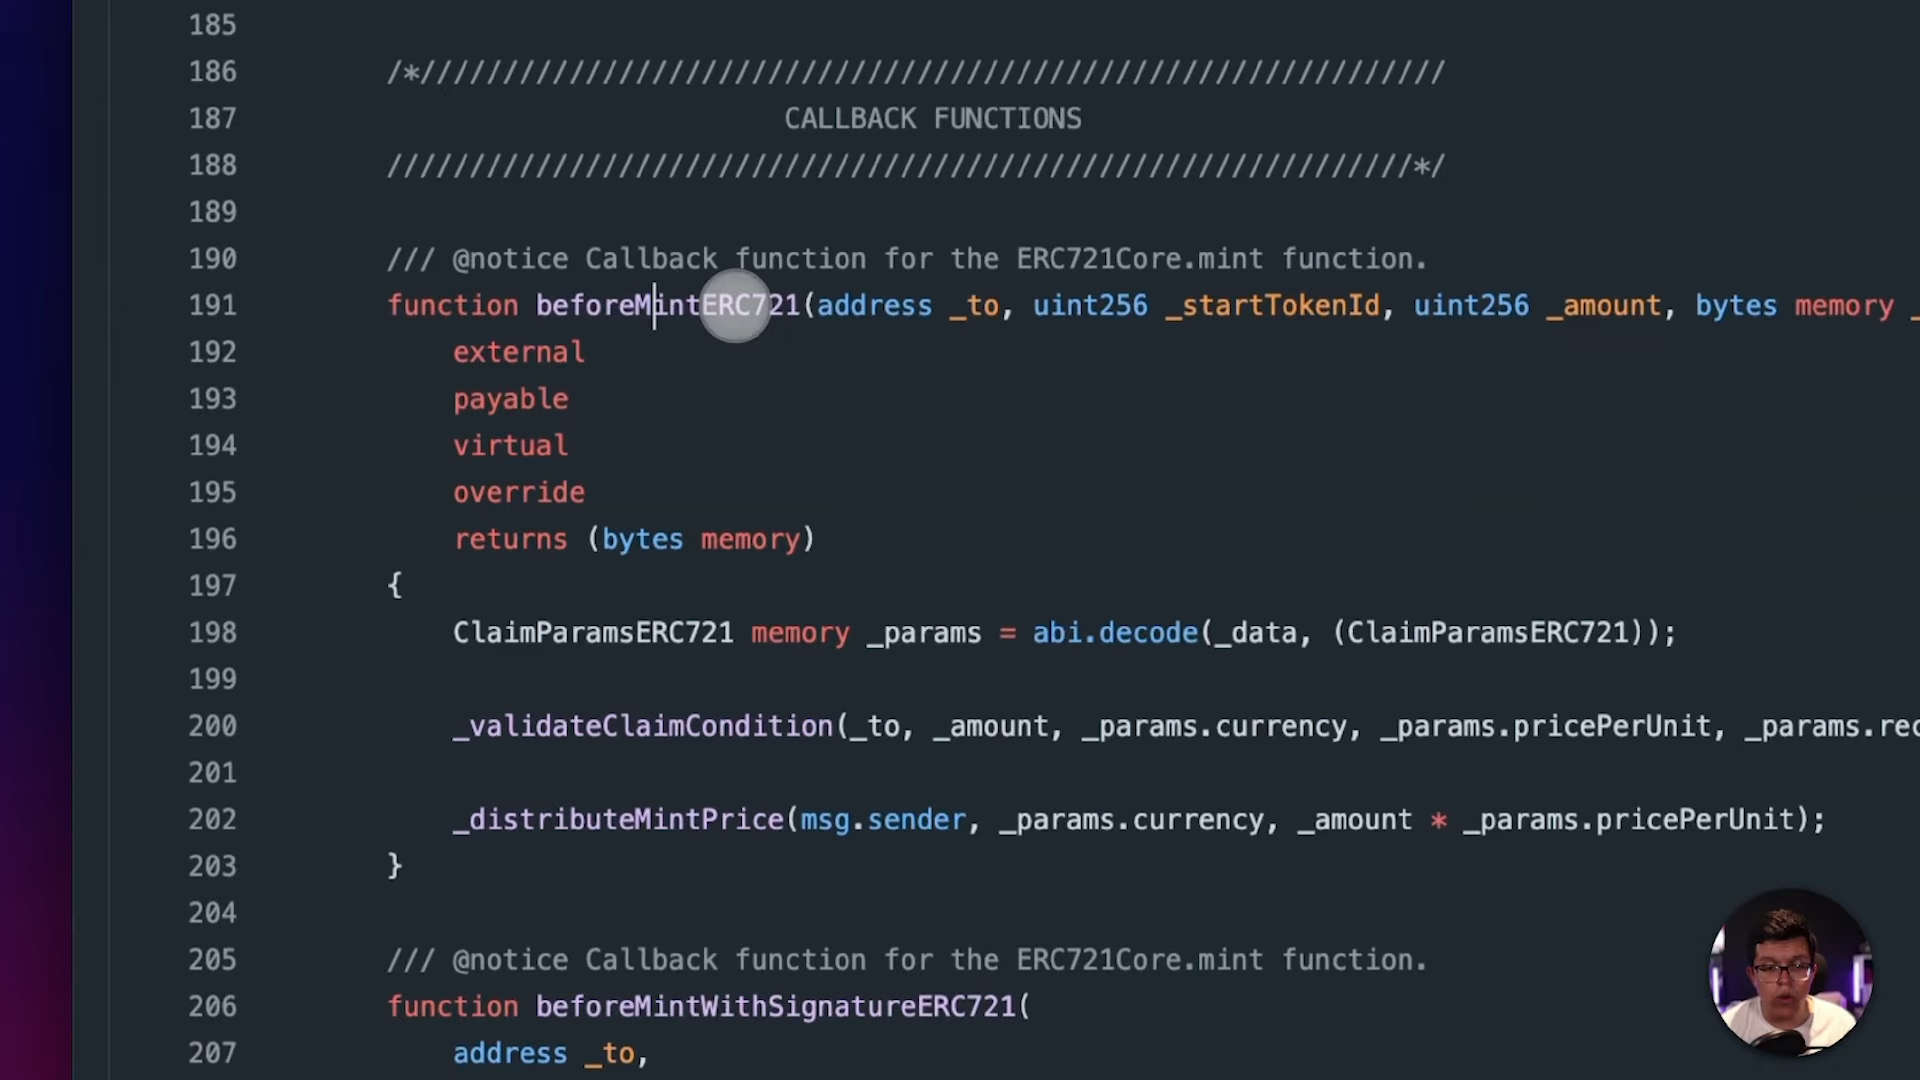 185
186 /*//////////////////////////////////////////////////////////////
187 CALLBACK FUNCTIONS
188 //////////////////////////////////////////////////////////////*/
189
190 /// @notice Callback function for the ERC721Core.mint function.
191 function beforeMintERC721(address _to, uint256 _startTokenId, uint256 _amount, bytes memory _
192 external
193 payable
194 virtual
195 override
196 returns (bytes memory)
197 {
198 ClaimParamsERC721 memory _params = abi.decode(_data, (ClaimParamsERC721));
199
200 _validateClaimCondition(_to, _amount, _params.currency, _params.pricePerUnit, _params.rec
201
202 _distributeMintPrice(msg.sender, _params.currency, _amount * _params.pricePerUnit);
203 }
204
205 /// @notice Callback function for the ERC721Core.mint function.
206 function beforeMintWithSignatureERC721(
207 address _to,